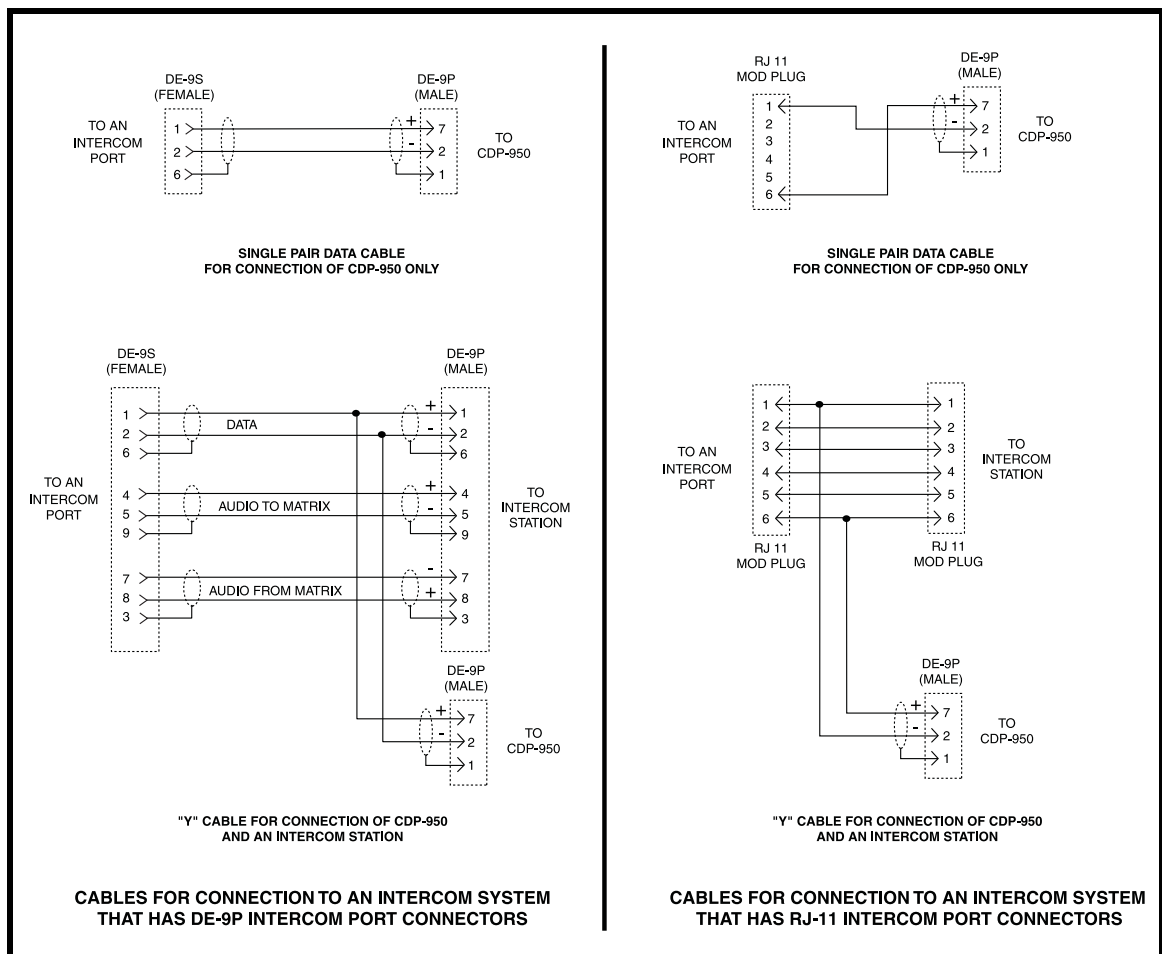 DE-9S
(FEMALE)
DE-9P
(MALE)
TO AN
INTERCOM
PORT
1
2
6
+
-
7
2
1
TO
CDP-950
SINGLE PAIR DATA CABLE
FOR CONNECTION OF CDP-950 ONLY
DE-9S
(FEMALE)
DE-9P
(MALE)
TO AN
INTERCOM
PORT
1
2
6
DATA
+
-
1
2
6
4
5
9
AUDIO TO MATRIX
+
-
4
5
9
7
8
3
AUDIO FROM MATRIX
-
+
7
8
3
TO
INTERCOM
STATION
DE-9P
(MALE)
+
-
7
2
1
TO
CDP-950
"Y" CABLE FOR CONNECTION OF CDP-950
AND AN INTERCOM STATION
CABLES FOR CONNECTION TO AN INTERCOM SYSTEM
THAT HAS DE-9P INTERCOM PORT CONNECTORS
RJ 11
MOD PLUG
DE-9P
(MALE)
TO AN
INTERCOM
PORT
1
2
3
4
5
6
+
-
7
2
1
TO
CDP-950
SINGLE PAIR DATA CABLE
FOR CONNECTION OF CDP-950 ONLY
TO AN
INTERCOM
PORT
1
2
3
4
5
6
RJ 11
MOD PLUG
1
2
3
4
5
6
RJ 11
MOD PLUG
TO
INTERCOM
STATION
DE-9P
(MALE)
+
-
7
2
1
TO
CDP-950
"Y" CABLE FOR CONNECTION OF CDP-950
AND AN INTERCOM STATION
CABLES FOR CONNECTION TO AN INTERCOM SYSTEM
THAT HAS RJ-11 INTERCOM PORT CONNECTORS